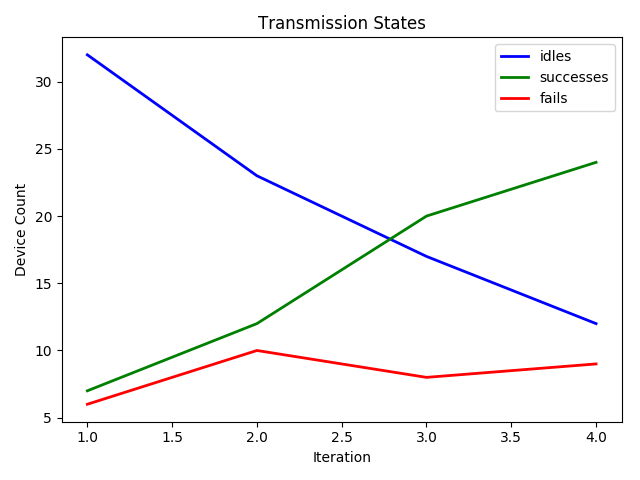 Transmission States
idles
successes
fails
Device Count
30
25
20
15
10
5
1.0 1.5 2.0 2.5 3.0 3.5 4.0
Iteration